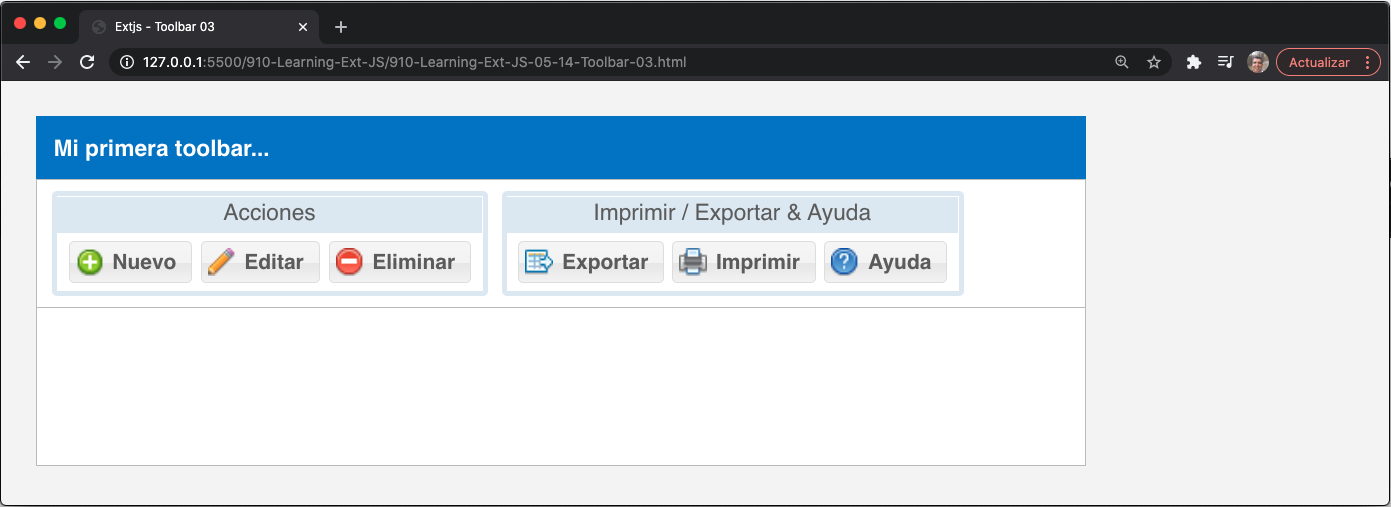 Extjs - Toolbar 03
127.0.0.1:5500/910-Learning-Ext-JS/910-Learning-Ext-JS-05-14-Toolbar-03.html
Actualizar
Mi primera toolbar...
Acciones
Imprimir / Exportar & Ayuda
Nuevo Editar Eliminar Exportar Imprimir Ayuda